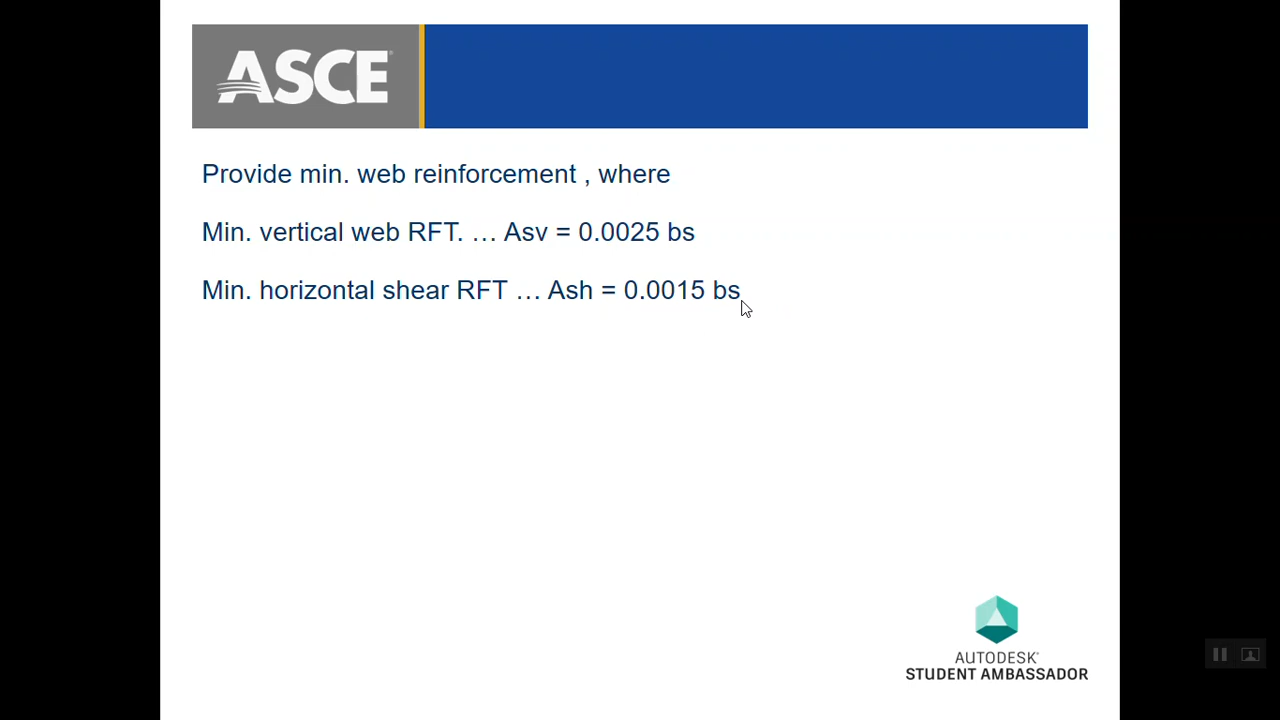 ASCE
Provide min. web reinforcement , where
Min. vertical web RFT. … Asv = 0.0025 bs
Min. horizontal shear RFT … Ash = 0.0015 bs
AUTODESK®
STUDENT AMBASSADOR